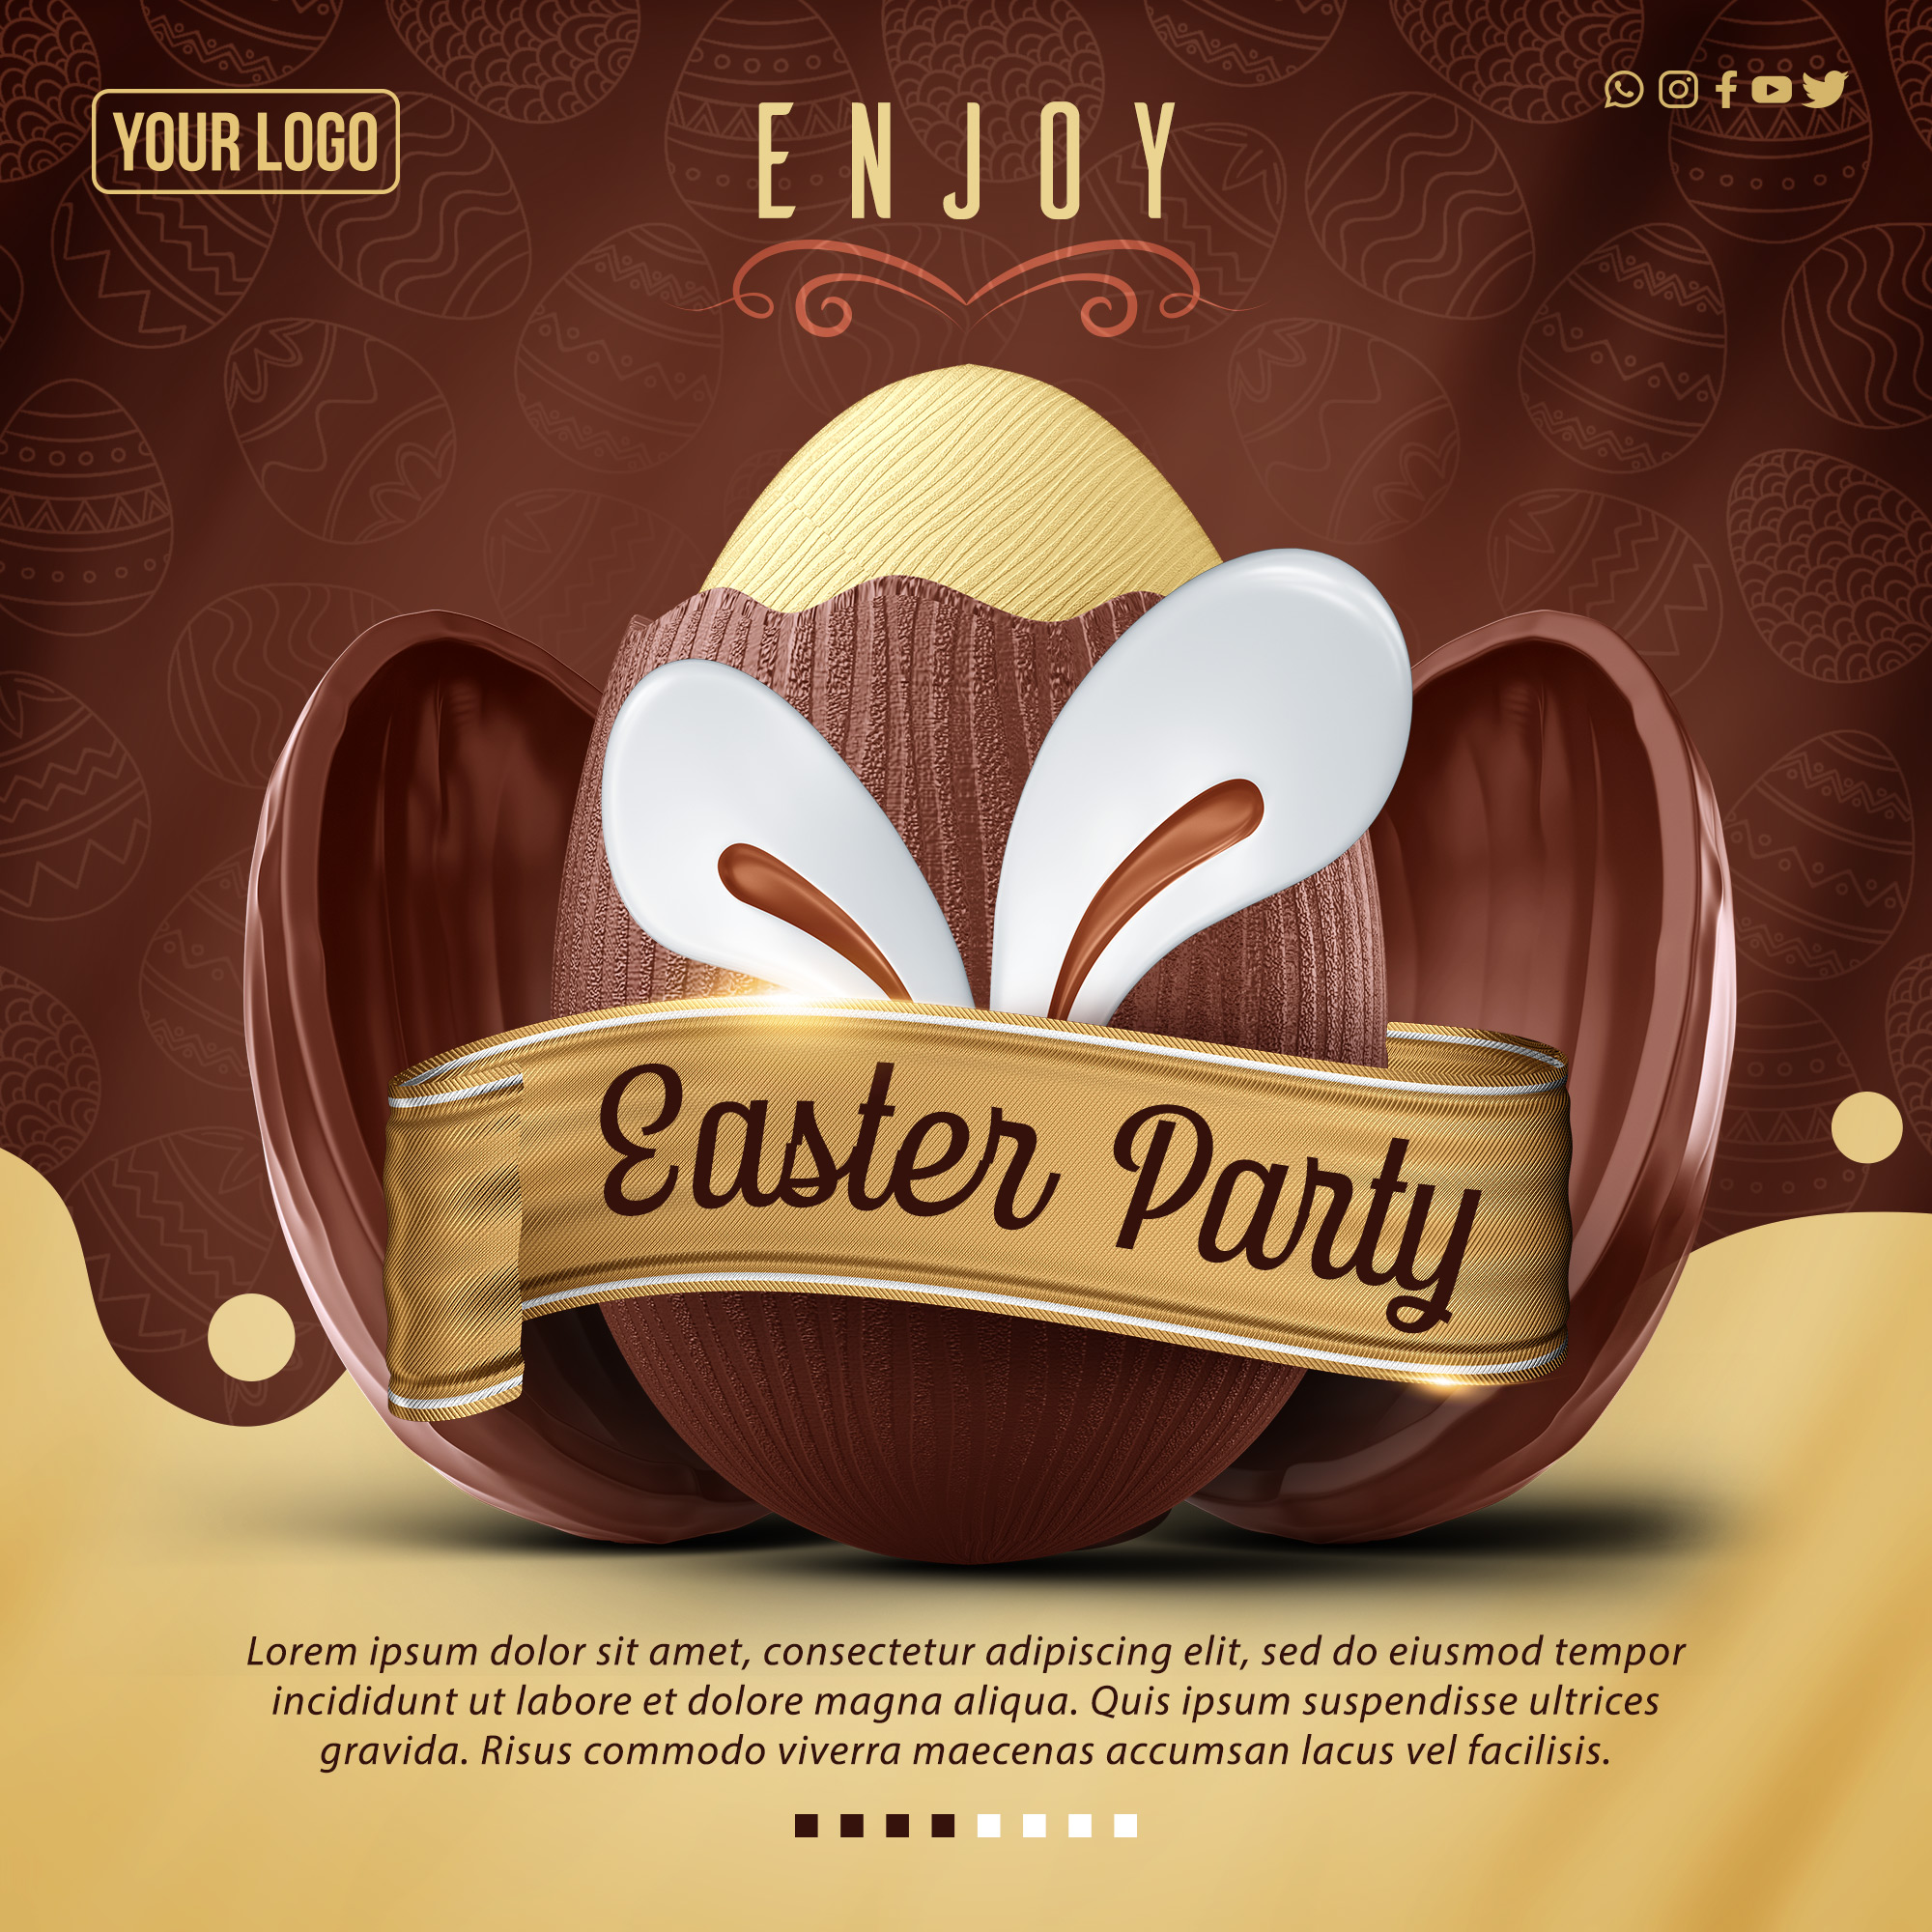 YOUR LOGO
ENJOY
Easter Party
Lorem ipsum dolor sit amet, consectetur adipiscing elit, sed do eiusmod tempor
incididunt ut labore et dolore magna aliqua. Quis ipsum suspendisse ultrices
gravida. Risus commodo viverra maecenas accumsan lacus vel facilisis.